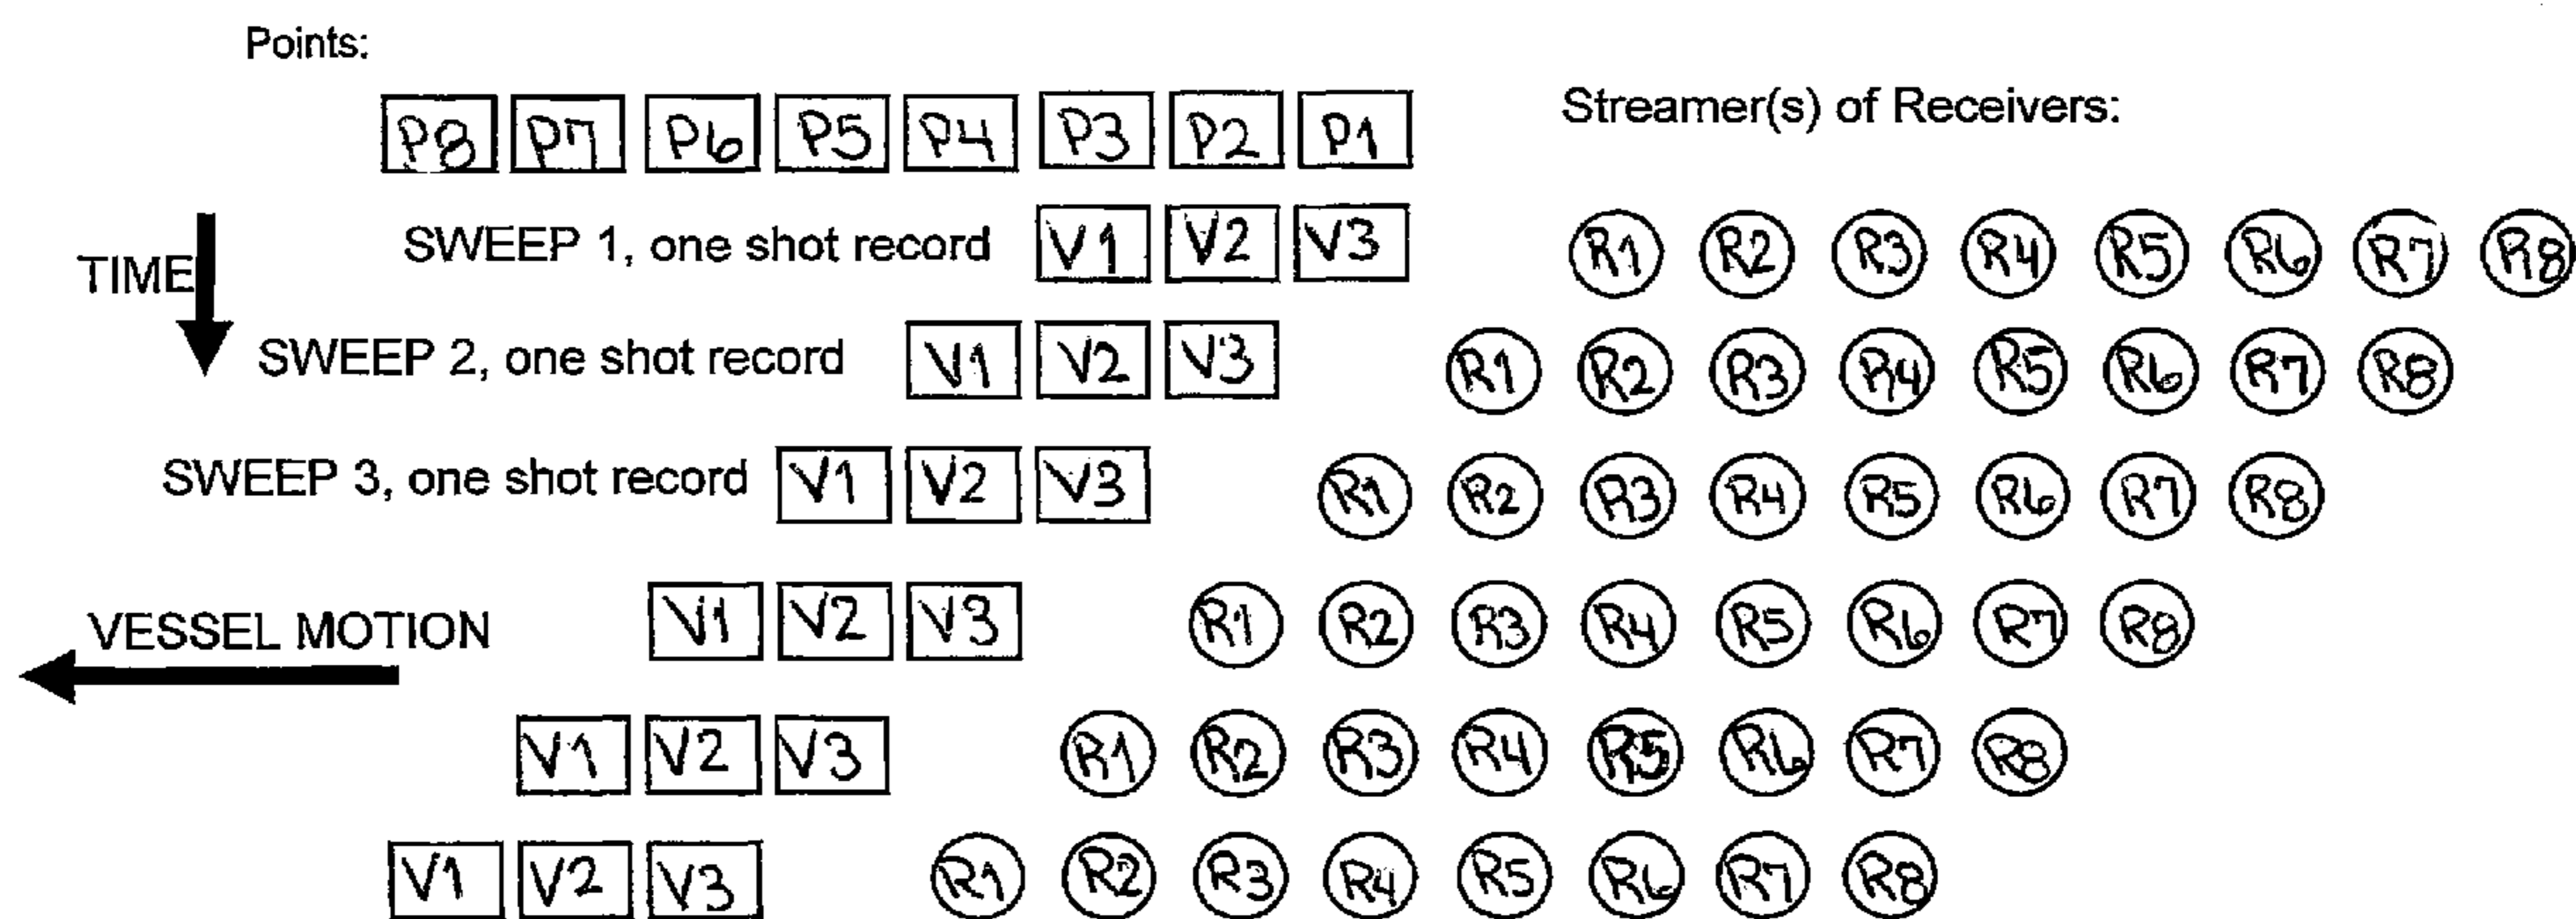 Points:
Streamer(s) of Receivers:
P8 P7 P6 P5 P4 P3 P2 P1
TIME
SWEEP 1, one shot record V1 V2 V3 R1 R2 R3 R4 R5 R6 R7 R8
SWEEP 2, one shot record V1 V2 V3 R1 R2 R3 R4 R5 R6 R7 R8
SWEEP 3, one shot record V1 V2 V3 R1 R2 R3 R4 R5 R6 R7 R8
VESSEL MOTION V1 V2 V3 R1 R2 R3 R4 R5 R6 R7 R8
V1 V2 V3 R1 R2 R3 R4 R5 R6 R7 R8
V1 V2 V3 R1 R2 R3 R4 R5 R6 R7 R8